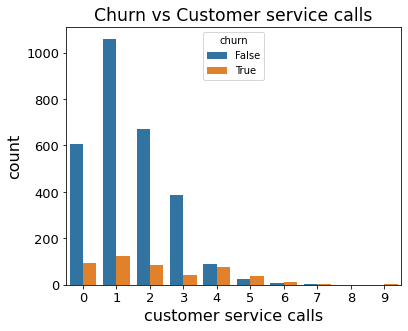 Churn vs Customer service calls
churn
False
True
1000
800
600
400
200
0
count
0 1 2 3 4 5 6 7 8 9
customer service calls